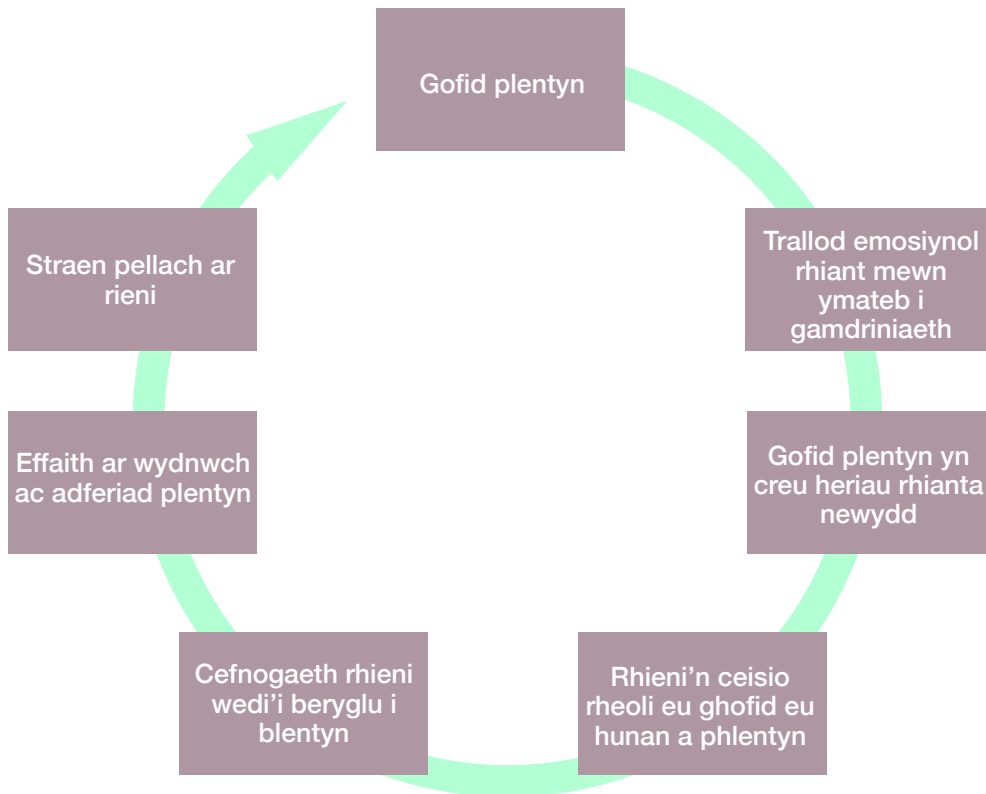 Gofid plentyn
Trallod emosiynol
rhiant mewn
ymateb i
gamdriniaeth
Gofid plentyn yn
creu heriau rhianta
newydd
Rhieni'n ceisio
rheoli eu ghofid eu
hunan a phlentyn
Cefnogaeth rhieni
wedi'i beryglu i
blentyn
Effaith ar wydnwch
ac adferiad plentyn
Straen pellach ar
rieni